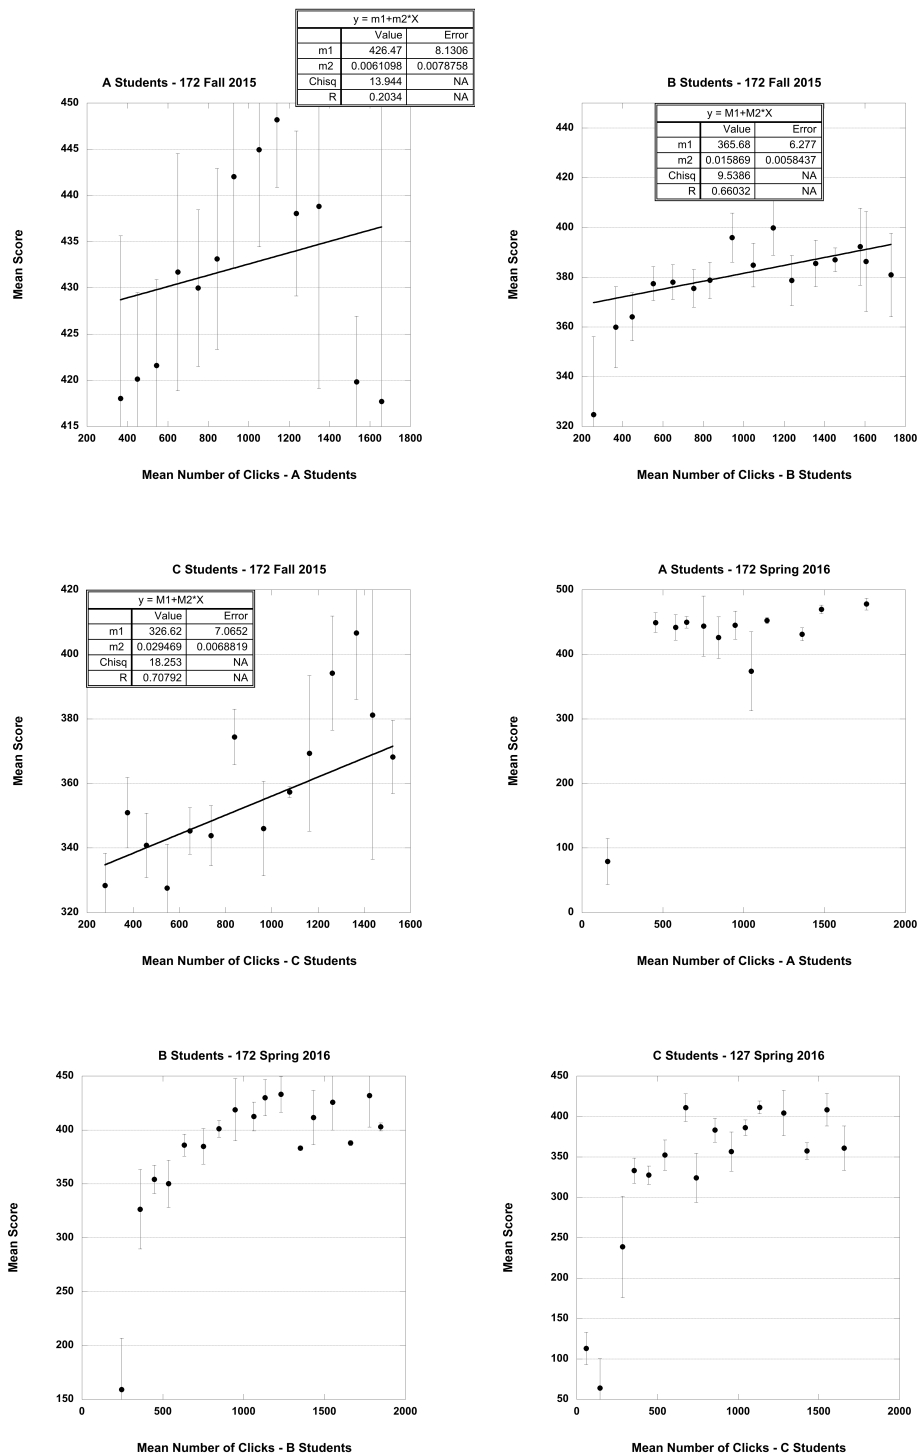 y = m1+m2*X
Value Error
m1 426.47 8.1306
m2 0.0061098 0.0078758
Chisq 13.944 NA
R 0.2034 NA
A Students - 172 Fall 2015
450
445
440
435
430
425
420
415
200 400 600 800 1000 1200 1400 1600 1800
Mean Score
Mean Number of Clicks - A Students
B Students - 172 Fall 2015
y = M1+M2*X
Value Error
m1 365.68 6.277
m2 0.015869 0.0058437
Chisq 9.5386 NA
R 0.66032 NA
440
420
400
380
360
340
320
200 400 600 800 1000 1200 1400 1600 1800
Mean Score
Mean Number of Clicks - B Students
C Students - 172 Fall 2015
y = M1+M2*X
Value Error
m1 326.62 7.0652
m2 0.029469 0.0068819
Chisq 18.253 NA
R 0.70792 NA
420
400
380
360
340
320
200 400 600 800 1000 1200 1400 1600
Mean Score
Mean Number of Clicks - C Students
A Students - 172 Spring 2016
500
400
300
200
100
0
0 500 1000 1500 2000
Mean Score
Mean Number of Clicks - A Students
B Students - 172 Spring 2016
450
400
350
300
250
200
150
0 500 1000 1500 2000
Mean Score
Mean Number of Clicks - B Students
C Students - 127 Spring 2016
450
400
350
300
250
200
150
100
50
0 500 1000 1500 2000
Mean Score
Mean Number of Clicks - C Students